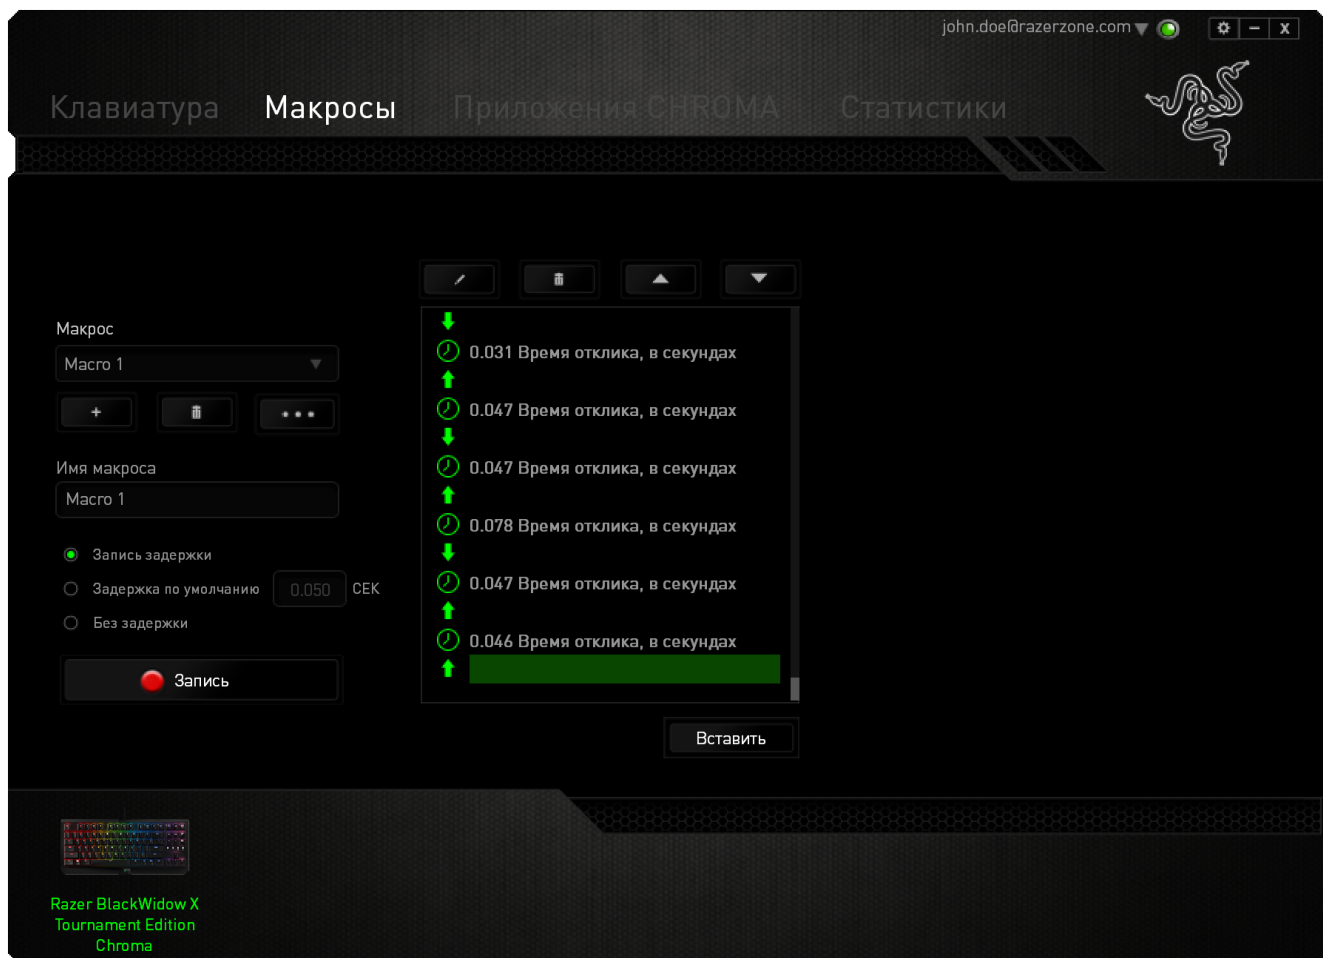 john.doe@razerzone.com
Клавиатура Макросы Приложения CHROMA Статистики
Макрос
Macro 1
Имя макроса
Macro 1
Запись задержки
Задержка по умолчанию 0.050 СЕК
Без задержки
Запись
0.031 Время отклика, в секундах
0.047 Время отклика, в секундах
0.047 Время отклика, в секундах
0.078 Время отклика, в секундах
0.047 Время отклика, в секундах
0.046 Время отклика, в секундах
Вставить
Razer BlackWidow X
Tournament Edition
Chroma